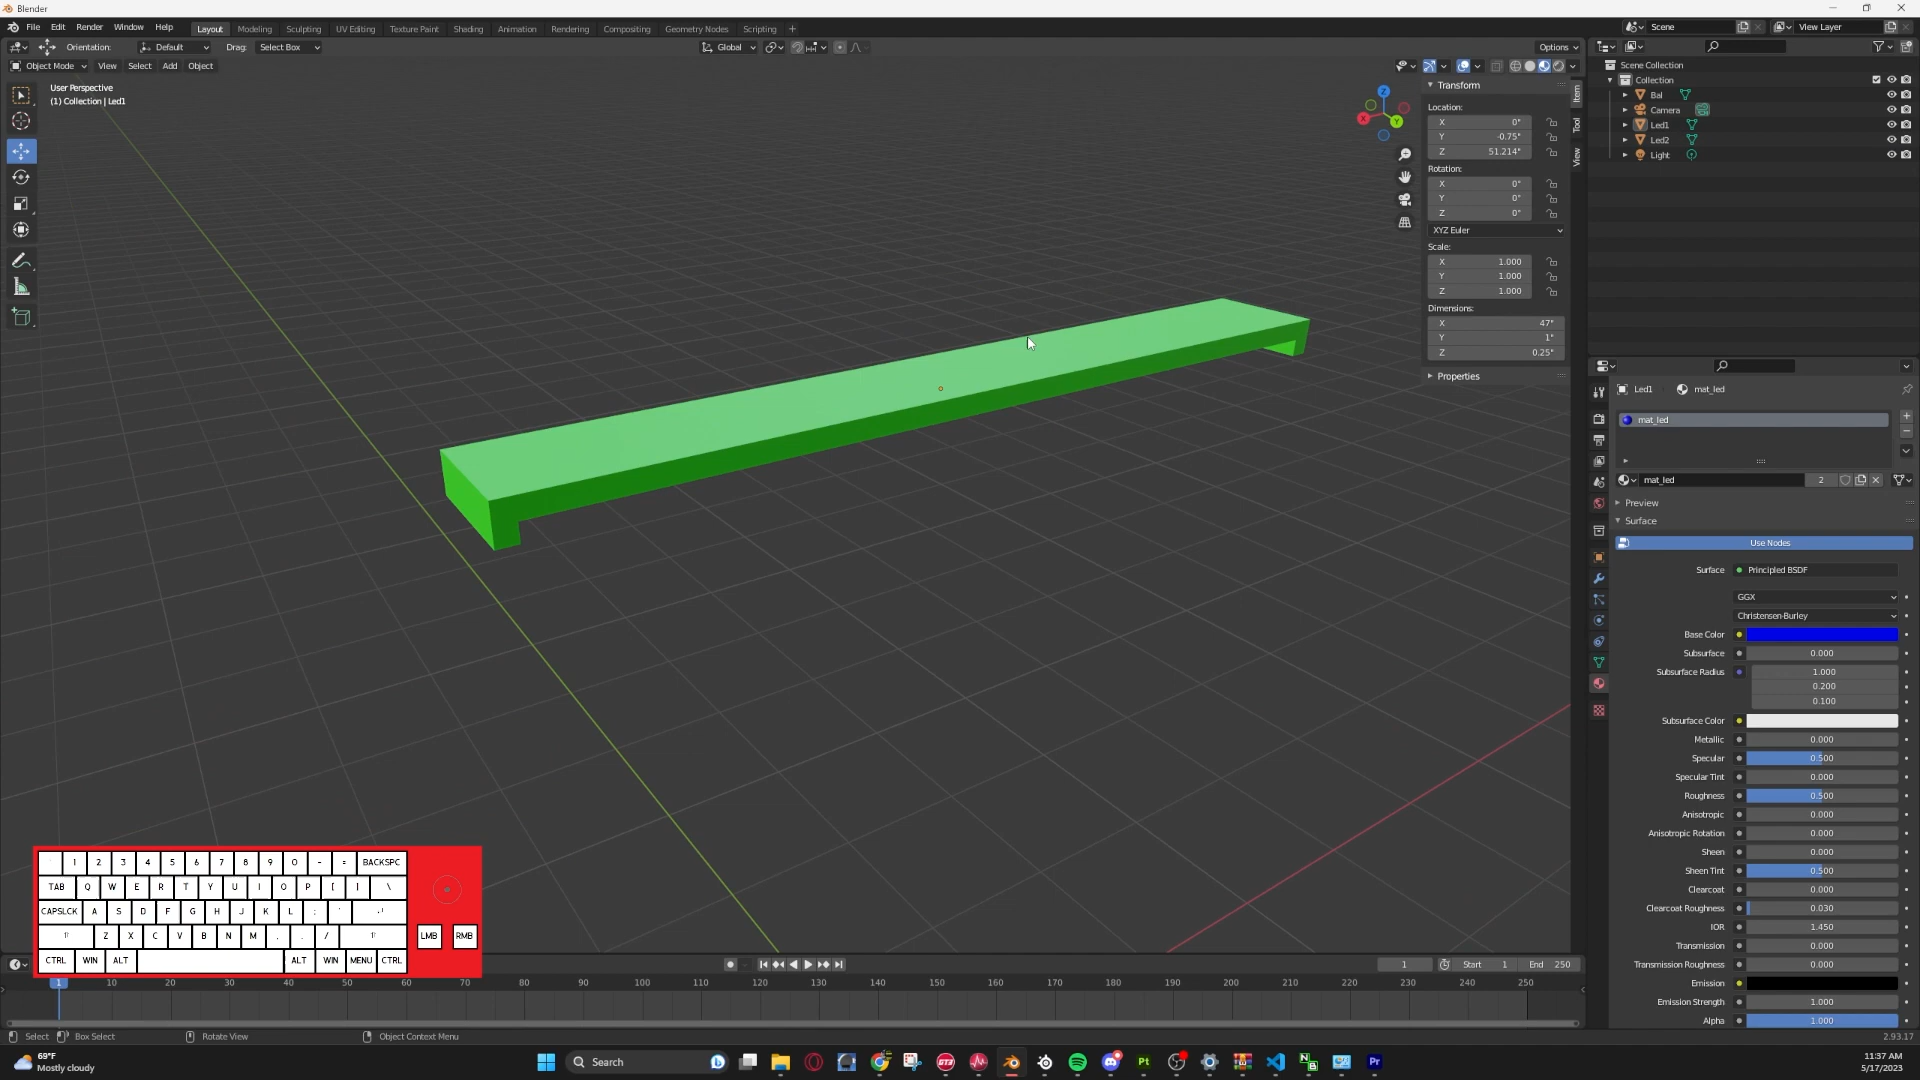 Blender
File Edit Render Window Help
Layout Modeling Sculpting UV Editing Texture Paint Shading Animation Rendering Compositing Geometry Nodes Scripting +
Scene
View Layer
Orientation: Default Drag: Select Box
Global
Options
Object Mode View Select Add Object
User Perspective
(1) Collection | Led1
Z
X
Y
Item
Tool
View
Transform
Location:
X 0"
Y -0.75"
Z 51.214"
Rotation:
X 0°
Y 0°
Z 0°
XYZ Euler
Scale:
X 1.000
Y 1.000
Z 1.000
Dimensions:
X 47"
Y 1"
Z 0.25"
Properties
Scene Collection
Collection
Bal
Camera
Led1
Led2
Light
Led1 mat_led
mat_led
mat_led 2
Preview
Surface
Use Nodes
Surface Principled BSDF
GGX
Christensen-Burley
Base Color
Subsurface 0.000
Subsurface Radius 1.000
0.200
0.100
Subsurface Color
Metallic 0.000
Specular 0.500
Specular Tint 0.000
Roughness 0.500
Anisotropic 0.000
Anisotropic Rotation 0.000
Sheen 0.000
Sheen Tint 0.500
Clearcoat 0.000
Clearcoat Roughness 0.030
IOR 1.450
Transmission 0.000
Transmission Roughness 0.000
Emission
Emission Strength 1.000
Alpha 1.000
1 2 3 4 5 6 7 8 9 0 - = BACKSPC
TAB Q W E R T Y U I O P [ ] \
CAPSLCK A S D F G H J K L ; '
Z X C V B N M , . /
CTRL WIN ALT ALT WIN MENU CTRL
LMB RMB
1 Start 1 End 250
1 10 20 30 40 50 60 70 80 90 100 110 120 130 140 150 160 170 180 190 200 210 220 230 240 250
Select Box Select Rotate View Object Context Menu
2.93.17
69°F
Mostly cloudy
Search
Pt
Pr
11:37 AM
5/17/2023